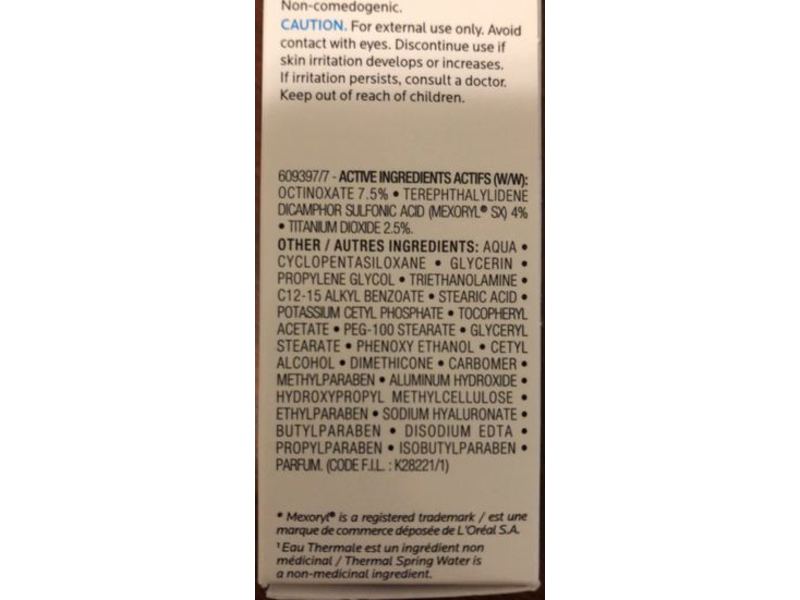 Non-comedogenic.
CAUTION. For external use only. Avoid
contact with eyes. Discontinue use if
skin irritation develops or increases.
If irritation persists, consult a doctor.
Keep out of reach of children.
609397/7 - ACTIVE INGREDIENTS ACTIFS (W/W):
OCTINOXATE 7.5% • TEREPHTHALYLIDENE
DICAMPHOR SULFONIC ACID (MEXORYL® SX) 4%
• TITANIUM DIOXIDE 2.5%.
OTHER / AUTRES INGREDIENTS: AQUA •
CYCLOPENTASILOXANE • GLYCERIN •
PROPYLENE GLYCOL • TRIETHANOLAMINE •
C12-15 ALKYL BENZOATE • STEARIC ACID •
POTASSIUM CETYL PHOSPHATE • TOCOPHERYL
ACETATE • PEG-100 STEARATE • GLYCERYL
STEARATE • PHENOXY ETHANOL • CETYL
ALCOHOL • DIMETHICONE • CARBOMER •
METHYLPARABEN • ALUMINUM HYDROXIDE •
HYDROXYPROPYL METHYLCELLULOSE •
ETHYLPARABEN • SODIUM HYALURONATE •
BUTYLPARABEN • DISODIUM EDTA •
PROPYLPARABEN • ISOBUTYLPARABEN •
PARFUM. (CODE F.I.L. : K28221/1)
* Mexoryl® is a registered trademark / est une
marque de commerce déposée de L'Oréal S.A.
¹ Eau Thermale est un ingrédient non
médicinal / Thermal Spring Water is
a non-medicinal ingredient.